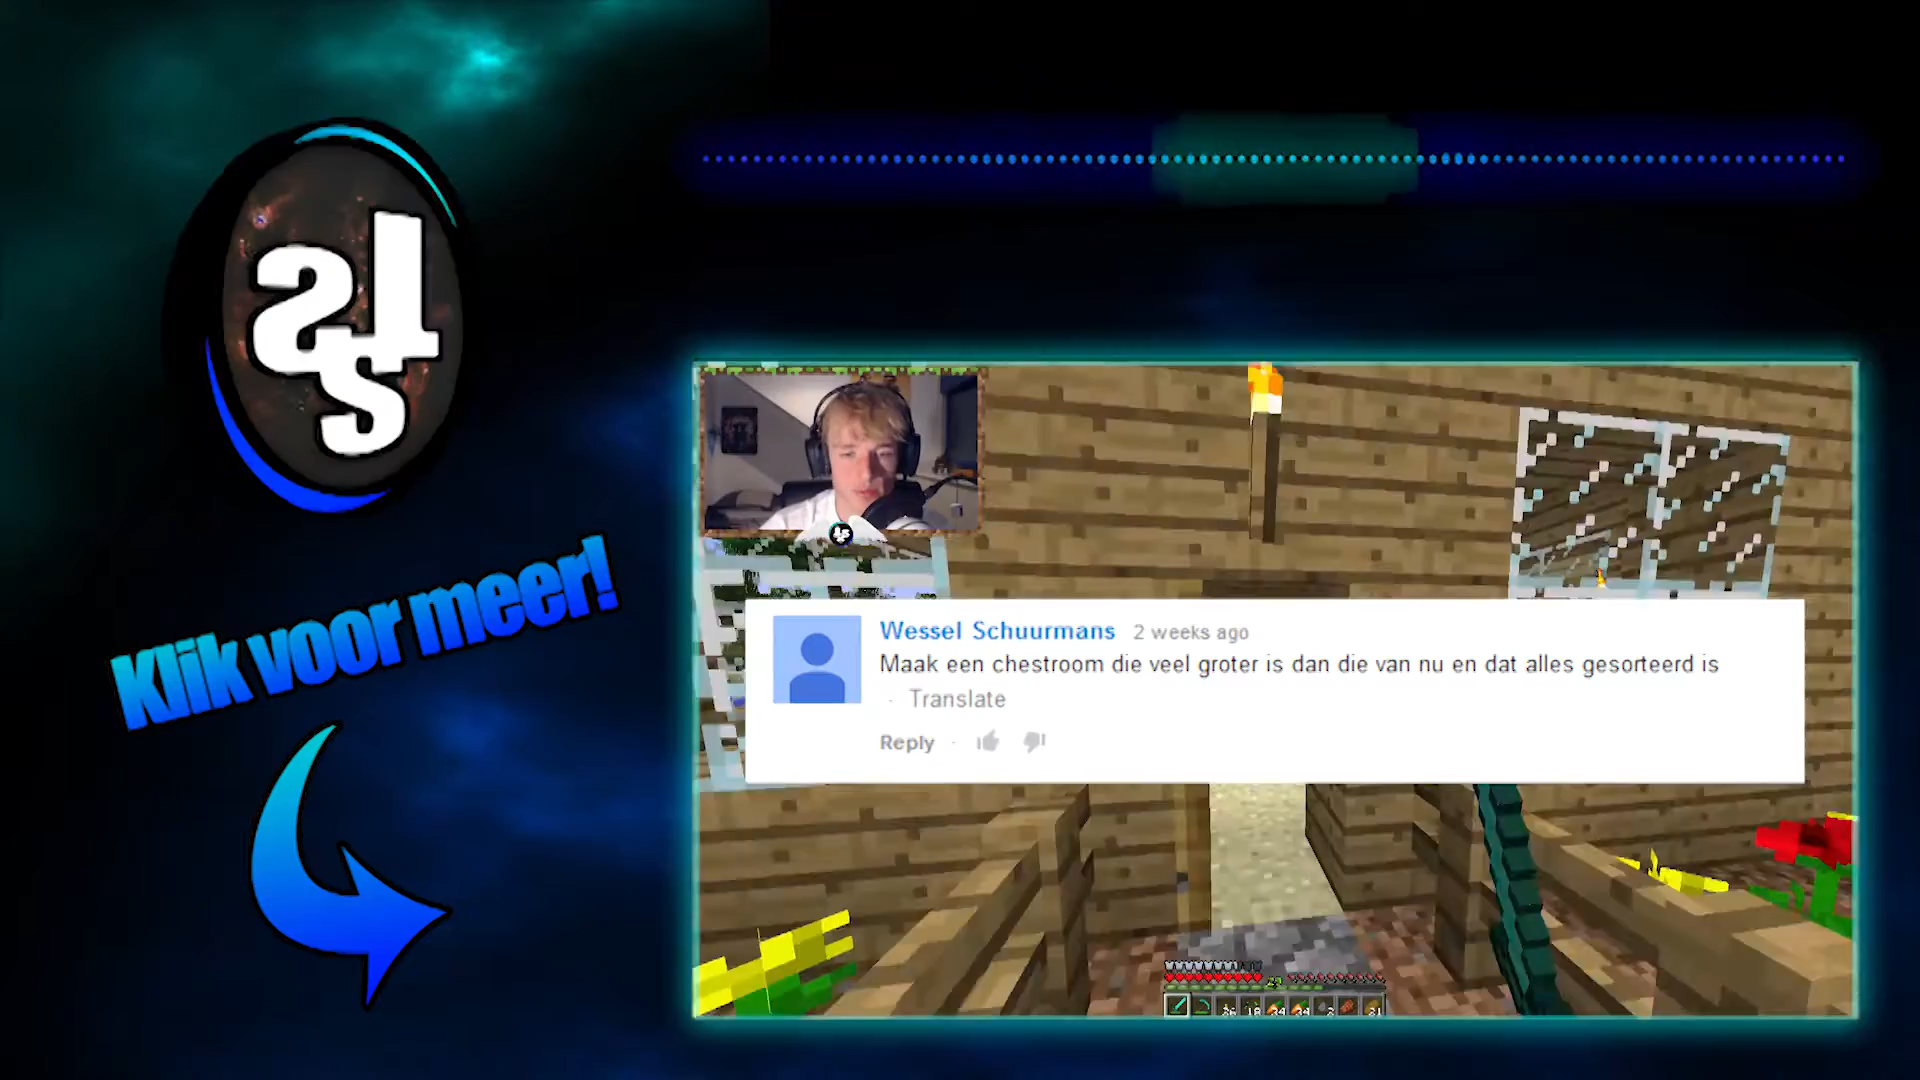 Klik voor meer!
Wessel Schuurmans 2 weeks ago
Maak een chestroom die veel groter is dan die van nu en dat alles gesorteerd is
· Translate
Reply ·